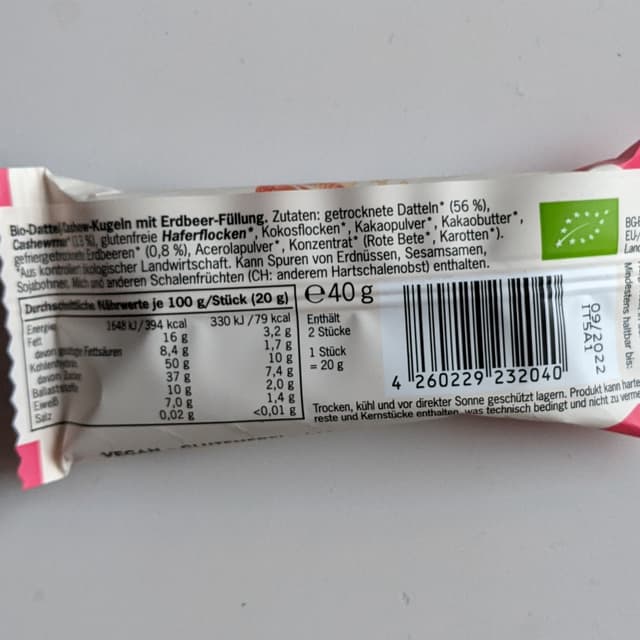 Bio-Dattel-Cashew-Kugeln mit Erdbeer-Füllung. Zutaten: getrocknete Datteln* (56 %),
glutenfreie Haferflocken*, Kokosflocken*, Kakaopulver*, Kakaobutter*,
gefriergetrocknete Erdbeeren* (0,8 %), Acerolapulver*, Konzentrat* (Rote Bete*, Karotten*).
*Aus kontrolliert ökologischer Landwirtschaft. Kann Spuren von Erdnüssen, Sesamsamen,
Sojabohnen, Milch und anderen Schalenfrüchten (CH: anderem Hartschalenobst) enthalten.
Durchschnittliche Nährwerte je 100 g/Stück (20 g)
Energie 1648 kJ/394 kcal 330 kJ/79 kcal
Fett 16 g 3,2 g
davon gesättigte Fettsäuren 8,4 g 1,7 g
Kohlenhydrate 50 g 10 g
davon Zucker 37 g 7,4 g
Ballaststoffe 10 g 2,0 g
Eiweiß 7,0 g 1,4 g
Salz 0,02 g <0,01 g
℮40 g
Enthält
2 Stücke
1 Stück
= 20 g
4 260229 232040
Trocken, kühl und vor direkter Sonne geschützt lagern. Produkt kann
reste und Kernstücke enthalten, was technisch bedingt und nicht zu
VEGAN
Mindestens haltbar bis:
09/2022